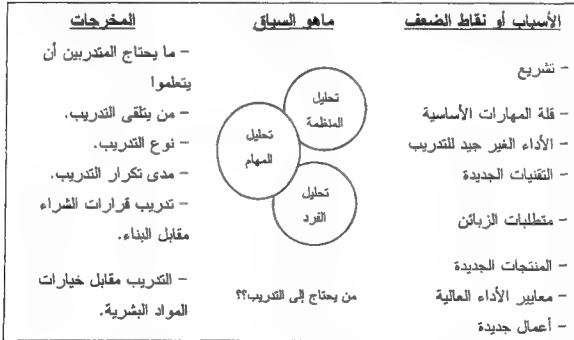 الأسباب أو نقاط الضعف
- تشريع
- قلة المهارات الأساسية
- الأداء الغير جيد للتدريب
- التقنيات الجديدة
- متطلبات الزبائن
- المنتجات الجديدة
- معايير الأداء العالية
- أعمال جديدة
ماهو السياق
تحليل
المنظمة
تحليل
المهام
تحليل
الفرد
من يحتاج إلى التدريب؟؟
المخرجات
- ما يحتاج المتدربين أن
يتعلموا
- من يتلقى التدريب.
- نوع التدريب.
- مدى تكرار التدريب.
- تدريب قرارات الشراء
مقابل البناء.
- التدريب مقابل خيارات
المواد البشرية.